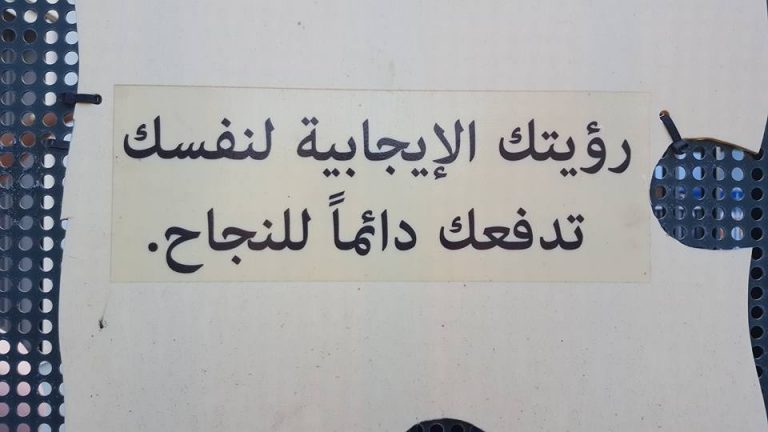 رؤيتك الإيجابية لنفسك
تدفعك دائماً للنجاح.